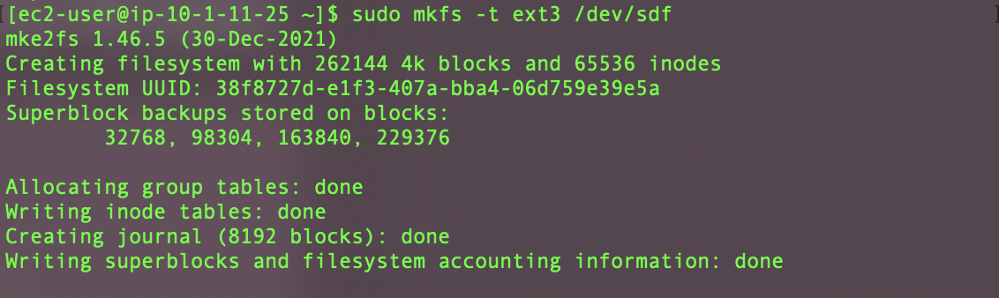 [ec2-user@ip-10-1-11-25 ~]$ sudo mkfs -t ext3 /dev/sdf
mke2fs 1.46.5 (30-Dec-2021)
Creating filesystem with 262144 4k blocks and 65536 inodes
Filesystem UUID: 38f8727d-e1f3-407a-bba4-06d759e39e5a
Superblock backups stored on blocks:
        32768, 98304, 163840, 229376

Allocating group tables: done
Writing inode tables: done
Creating journal (8192 blocks): done
Writing superblocks and filesystem accounting information: done